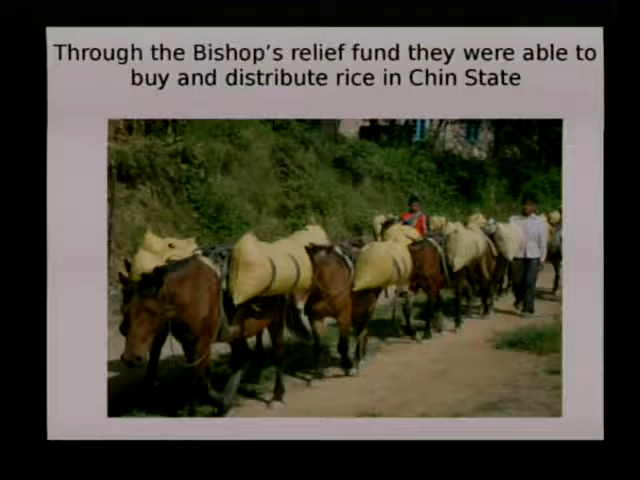 Through the Bishop's relief fund they were able to
buy and distribute rice in Chin State